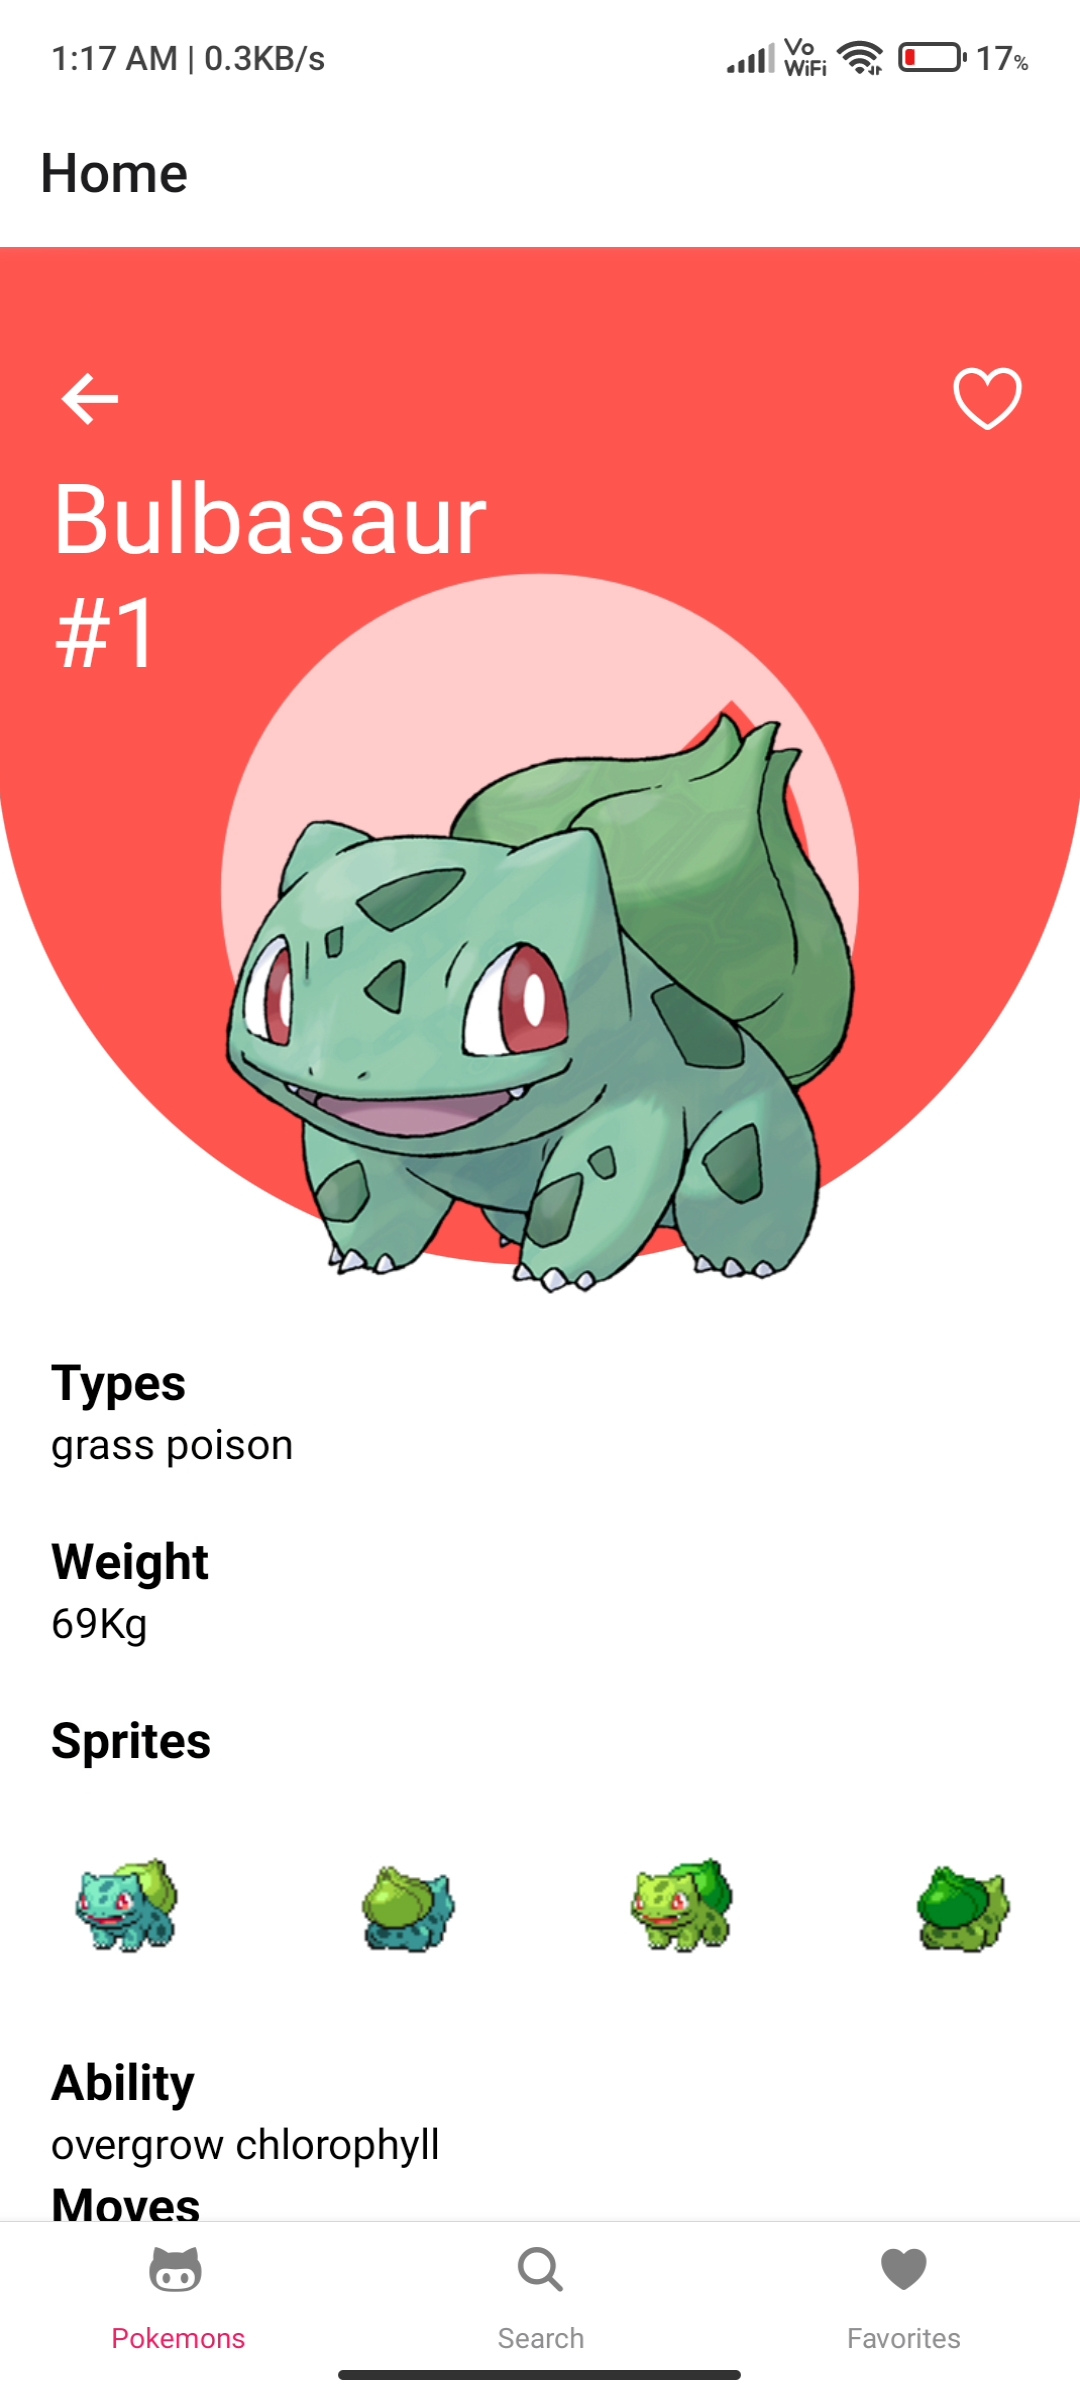 1:17 AM | 0.3KB/s Vo WiFi 17%
Home
Bulbasaur
#1
Types
grass poison
Weight
69Kg
Sprites
Ability
overgrow chlorophyll
Moves
Pokemons Search Favorites